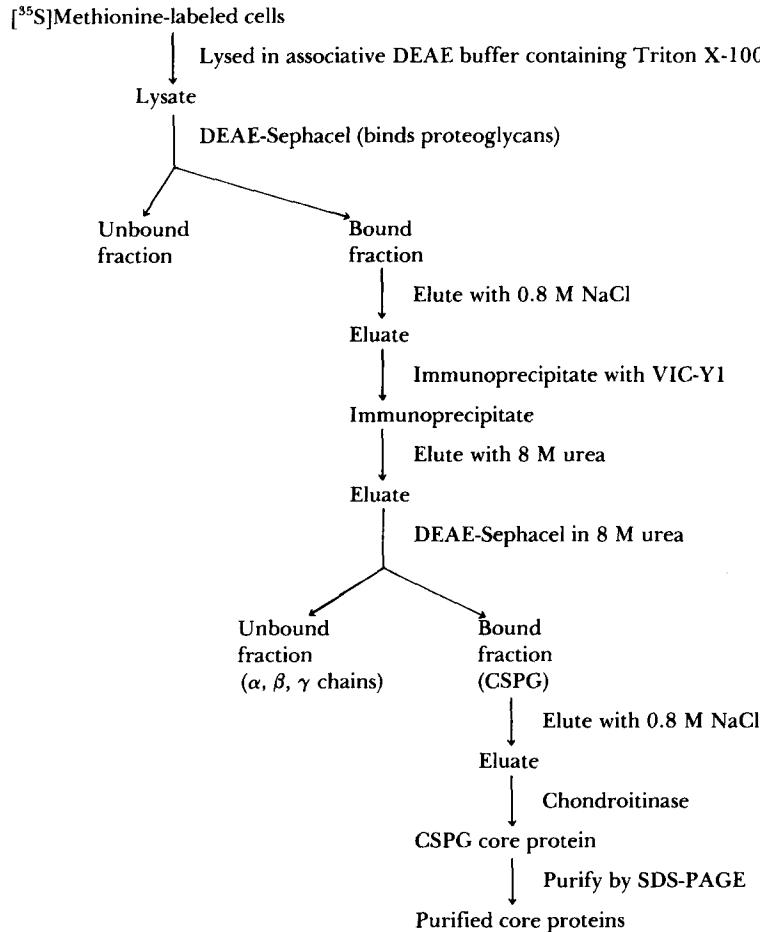 [³⁵S]Methionine-labeled cells
Lysed in associative DEAE buffer containing Triton X-100
Lysate
DEAE-Sephacel (binds proteoglycans)
Unbound
fraction
Bound
fraction
Elute with 0.8 M NaCl
Eluate
Immunoprecipitate with VIC-Y1
Immunoprecipitate
Elute with 8 M urea
Eluate
DEAE-Sephacel in 8 M urea
Unbound
fraction
(α, β, γ chains)
Bound
fraction
(CSPG)
Elute with 0.8 M NaCl
Eluate
Chondroitinase
CSPG core protein
Purify by SDS-PAGE
Purified core proteins